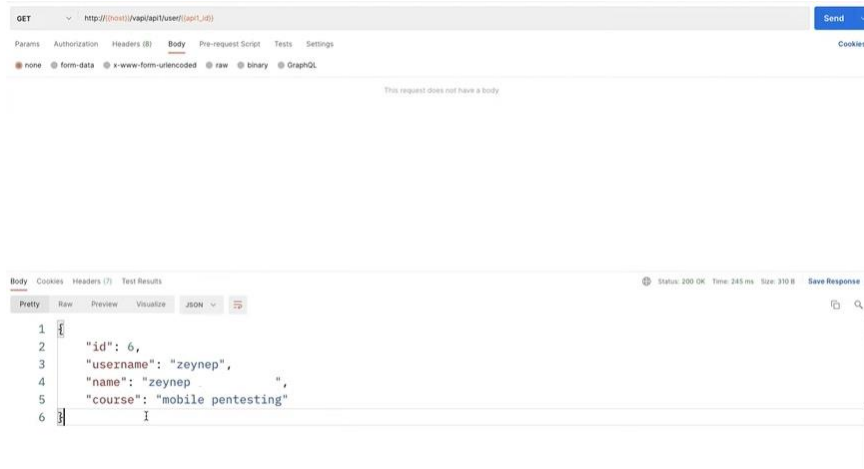 GET http://{{host}}/vapi/api1/user/{{api1_id}} Send
Params Authorization Headers (8) Body Pre-request Script Tests Settings Cookies
none form-data x-www-form-urlencoded raw binary GraphQL
This request does not have a body
Body Cookies Headers (7) Test Results Status: 200 OK Time: 245 ms Size: 310 B Save Response
Pretty Raw Preview Visualize JSON
1 {
2 "id": 6,
3 "username": "zeynep",
4 "name": "zeynep ",
5 "course": "mobile pentesting"
6 }